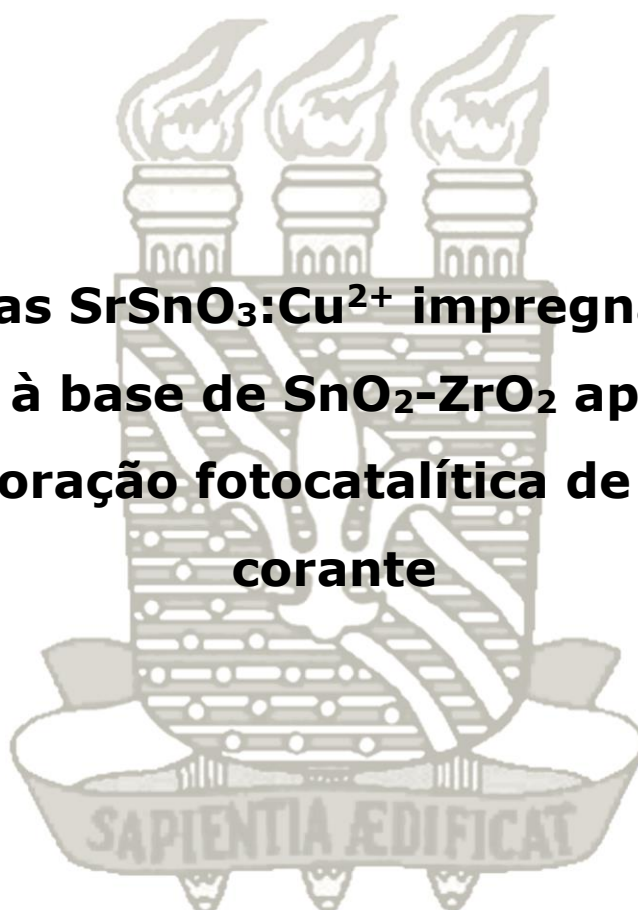 as SrSnO₃:Cu²⁺ impregna
à base de SnO₂-ZrO₂ ap
oração fotocatalítica de
corante
SAPIENTIA ÆDIFICAT